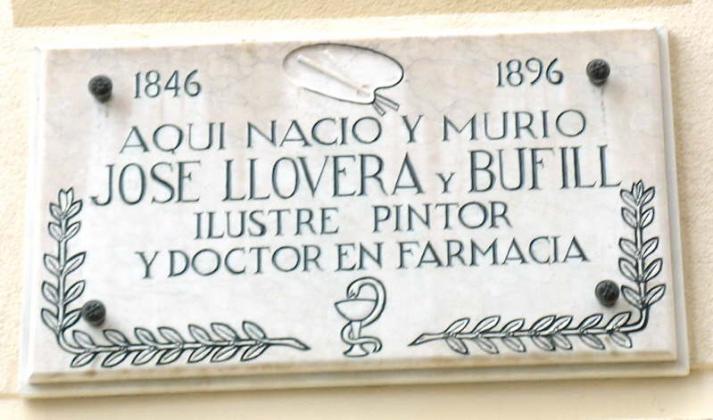 1846 1896
AQUI NACIO Y MURIO
JOSE LLOVERA Y BUFILL
ILUSTRE PINTOR
Y DOCTOR EN FARMACIA